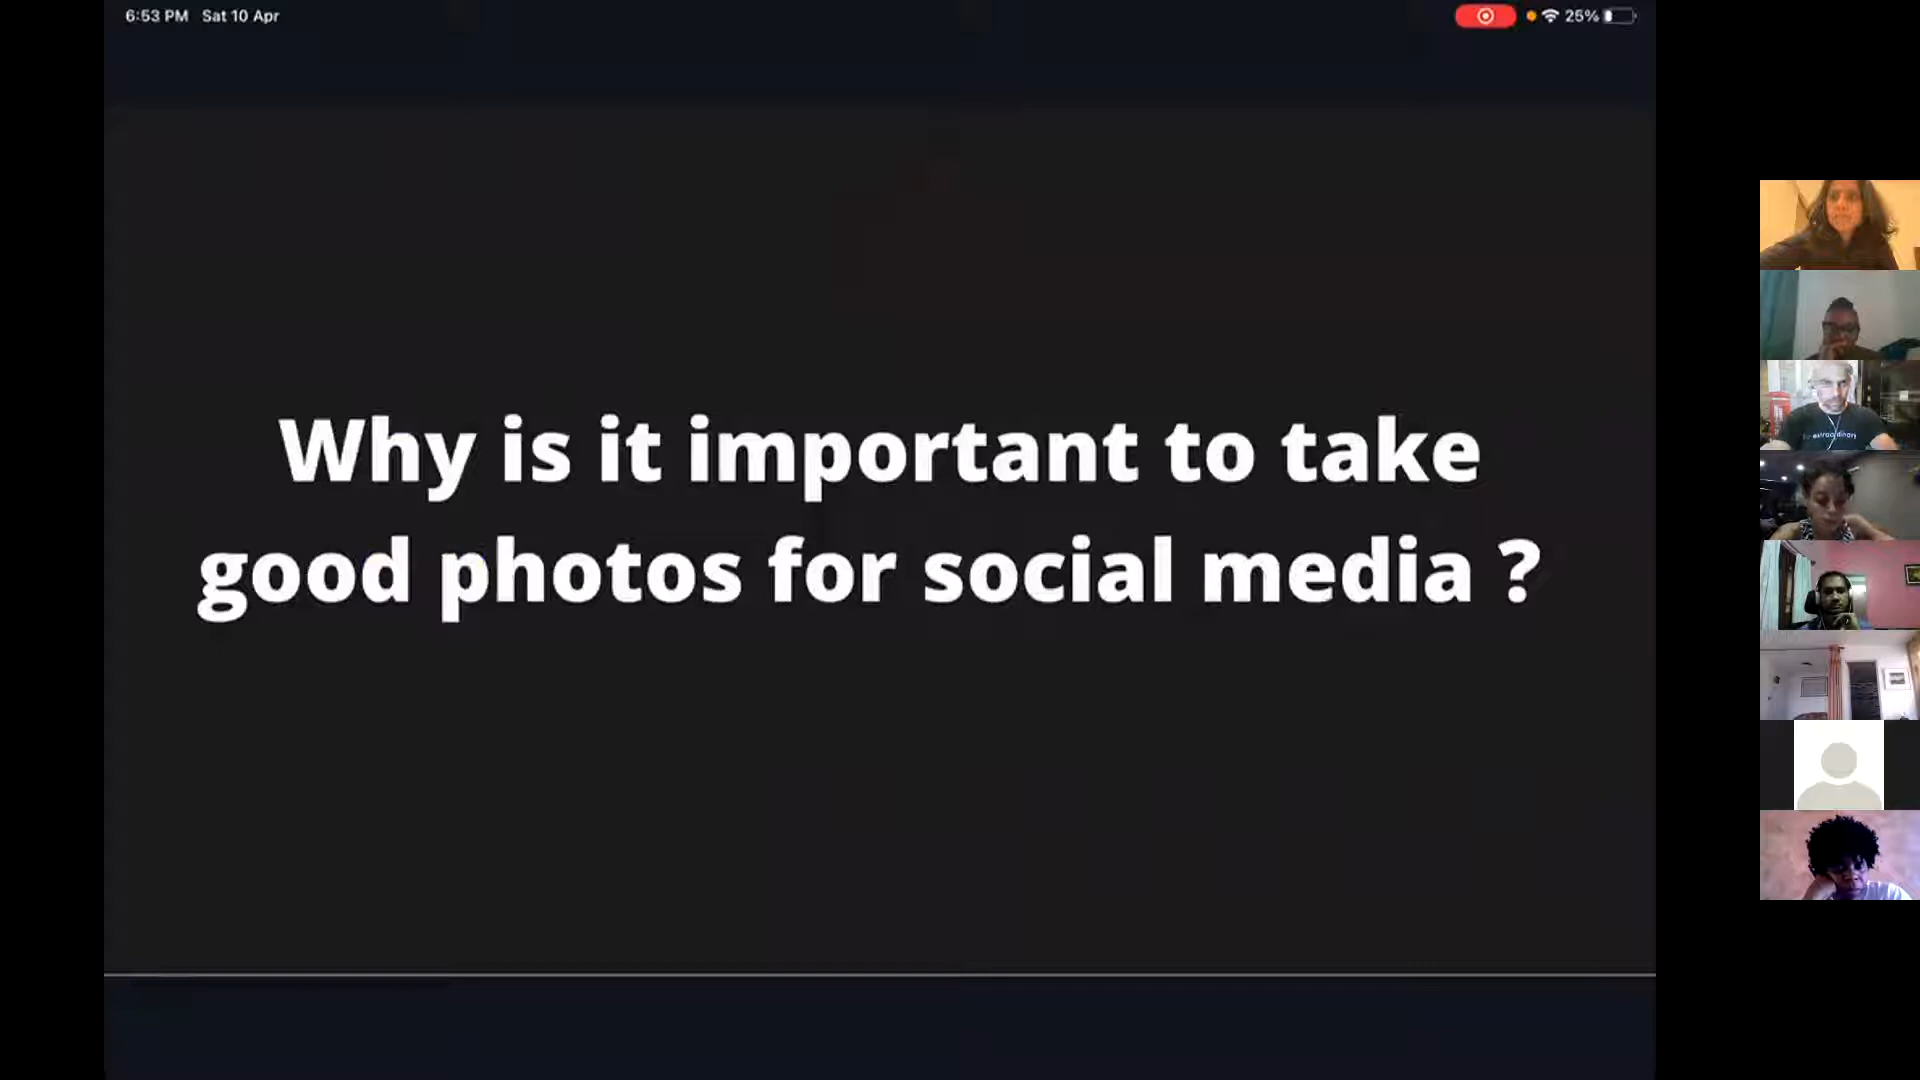 6:53 PM Sat 10 Apr
25%
Why is it important to take
good photos for social media ?